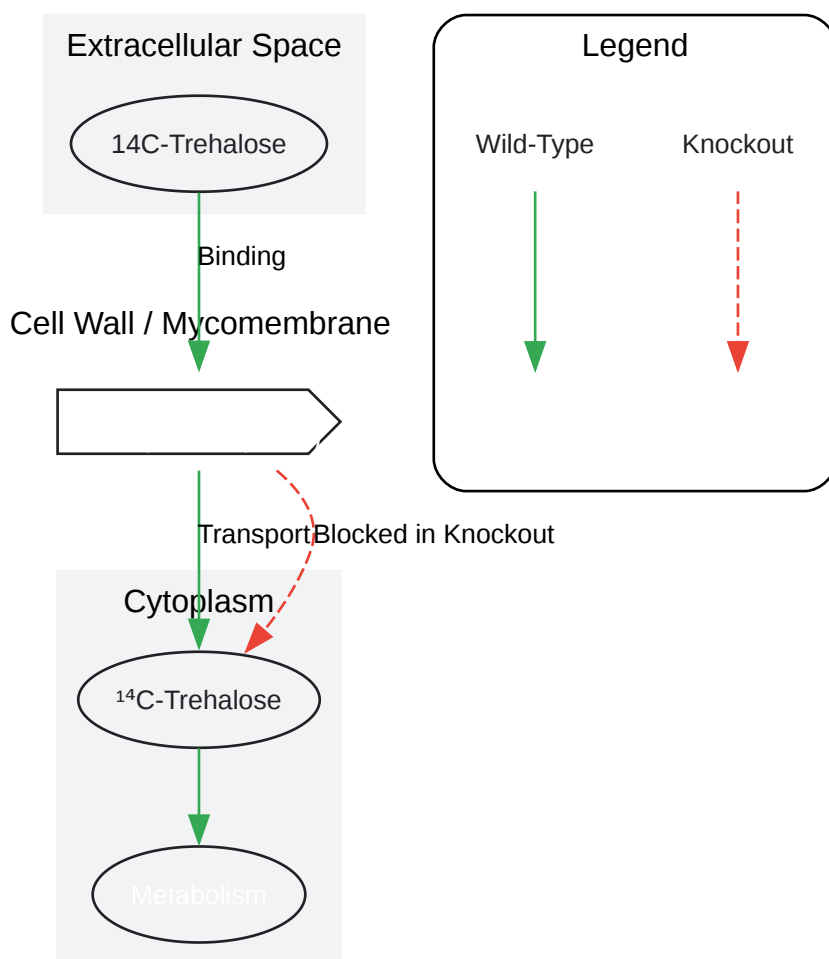 Extracellular Space
14C-Trehalose
Binding
Cell Wall / Mycomembrane
Transport
Blocked in Knockout
Cytoplasm
¹⁴C-Trehalose
Metabolism
Legend
Wild-Type
Knockout